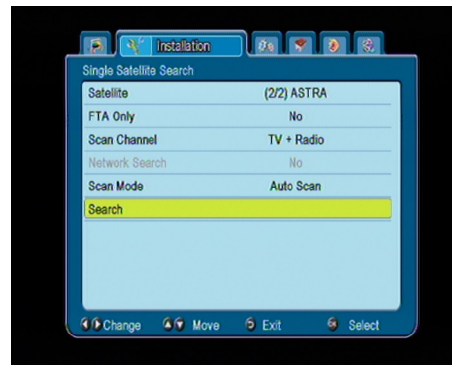 Installation
Single Satellite Search
Satellite (2/2) ASTRA
FTA Only No
Scan Channel TV + Radio
Network Search No
Scan Mode Auto Scan
Search
Change Move Exit Select